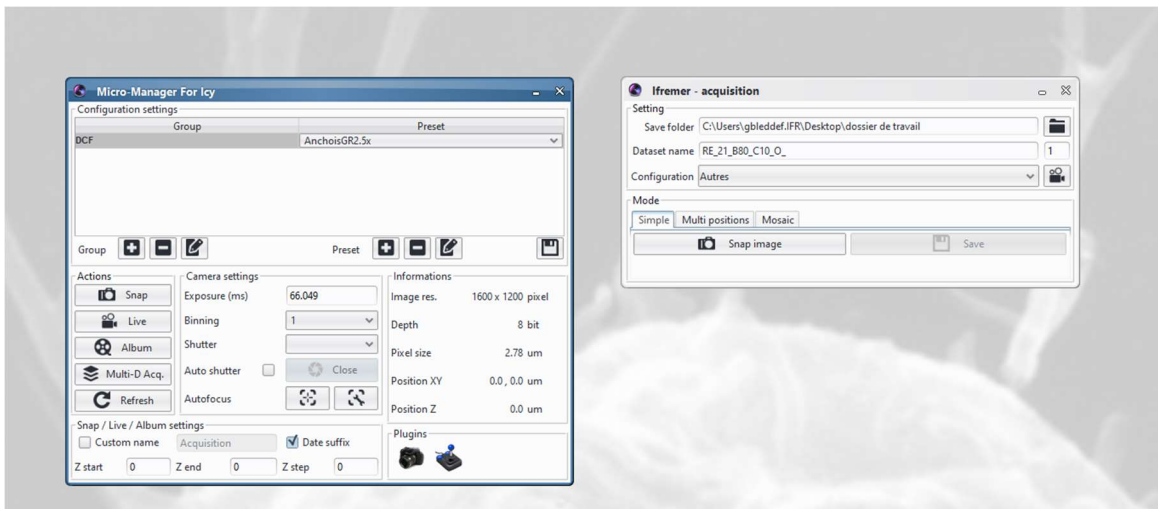 Micro-Manager For Icy
Configuration settings
Group Preset
DCF AnchoisGR2.5x
Group Preset
Actions
Snap
Live
Album
Multi-D Acq.
Refresh
Camera settings
Exposure (ms) 66.049
Binning 1
Shutter
Auto shutter Close
Autofocus
Informations
Image res. 1600 x 1200 pixel
Depth 8 bit
Pixel size 2.78 um
Position XY 0.0 , 0.0 um
Position Z 0.0 um
Snap / Live / Album settings
Custom name Acquisition Date suffix
Z start 0 Z end 0 Z step 0
Plugins
Ifremer - acquisition
Setting
Save folder C:\Users\gbleddef.IFR\Desktop\dossier de travail
Dataset name RE_21_B80_C10_O_ 1
Configuration Autres
Mode
Simple Multi positions Mosaic
Snap image Save